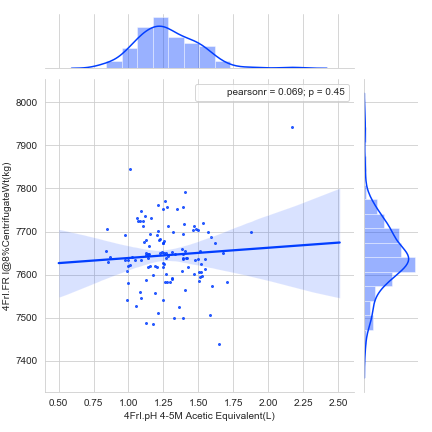 pearsonr = 0.069; p = 0.45
8000
7900
7800
7700
7600
7500
7400
4FrI.FR I@8%CentrifugateWt(kg)
0.50 0.75 1.00 1.25 1.50 1.75 2.00 2.25 2.50
4FrI.pH 4-5M Acetic Equivalent(L)